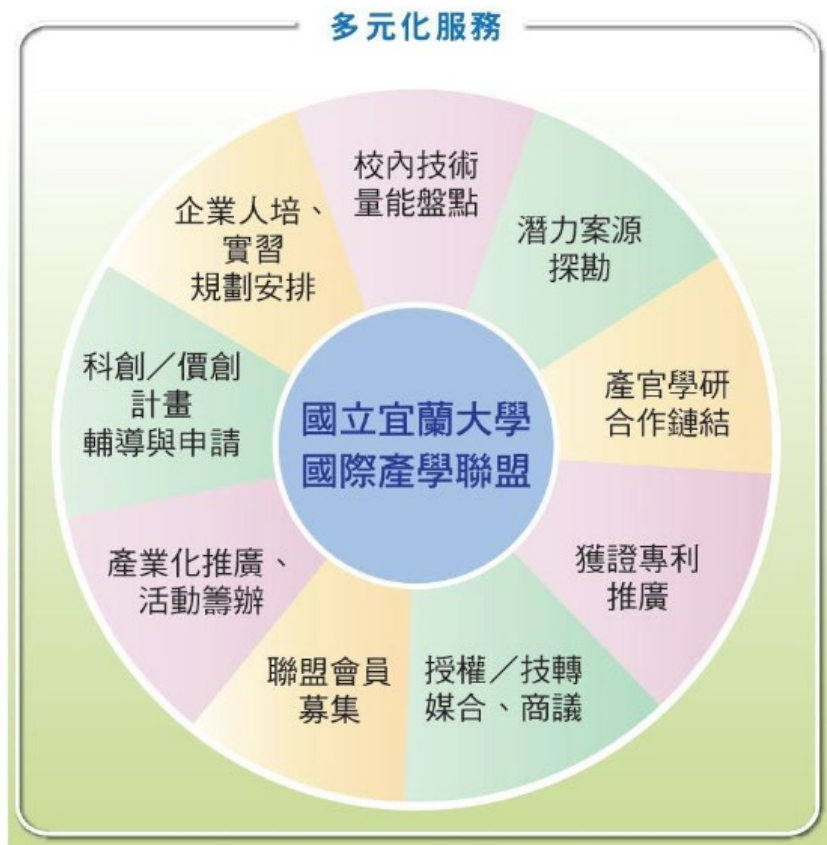 多元化服務
校內技術
量能盤點
潛力案源
探勘
產官學研
合作鏈結
獲證專利
推廣
授權／技轉
媒合、商議
聯盟會員
募集
產業化推廣、
活動籌辦
科創／價創
計畫
輔導與申請
企業人培、
實習
規劃安排
國立宜蘭大學
國際產學聯盟